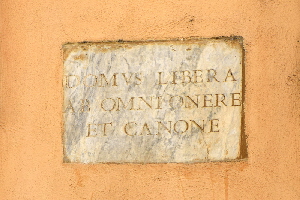 DOMVS LIBERA
AB OMNI ONERE
ET CANONE